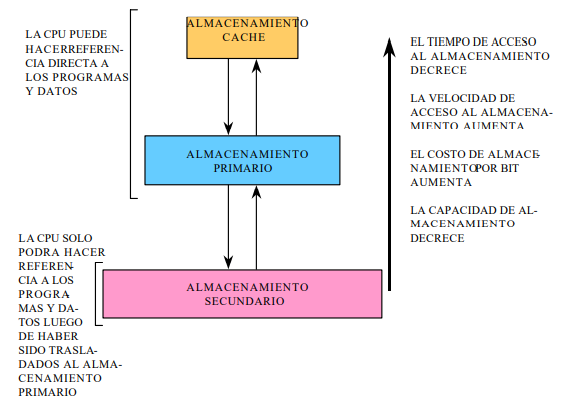 LA CPU PUEDE
HACERREFEREN-
CIA DIRECTA A
LOS PROGRAMAS
Y DATOS
ALMACENAMIENTO
CACHE
EL TIEMPO DE ACCESO
AL ALMACENAMIENTO
DECRECE
LA VELOCIDAD DE
ACCESO AL ALMACENA-
MIENTO AUMENTA
EL COSTO DE ALMACE-
NAMIENTO POR BIT
AUMENTA
LA CAPACIDAD DE AL-
MACENAMIENTO
DECRECE
ALMACENAMIENTO
PRIMARIO
LA CPU SOLO
PODRA HACER
REFEREN-
CIA A LOS
PROGRA-
MAS Y DA-
TOS LUEGO
DE HABER
SIDO TRASLA-
DADOS AL ALMA-
CENAMIENTO
PRIMARIO
ALMACENAMIENTO
SECUNDARIO